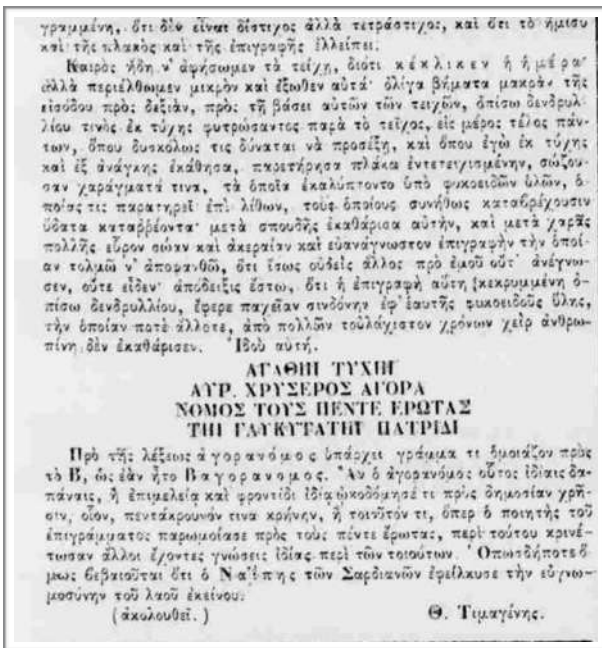 γραμμένη, ὅτι δὲν εἶναι δίστιχος ἀλλὰ τετράστιχος, καὶ ὅτι τὸ ἥμισυ
καὶ τῆς πλακὸς καὶ τῆς ἐπιγραφῆς ἐλλείπει.
Καιρὸς ἤδη ν' ἀφήσωμεν τὰ τείχη, διότι κέκλικεν ἡ ἡμέρα·
ἀλλὰ περιέλθωμεν μικρὸν καὶ ἔξωθεν αὐτά· ὀλίγα βήματα μακρὰν τῆς
εἰσόδου πρὸς δεξιὰν, πρὸς τῇ βάσει αὐτῶν τῶν τειχῶν, ὀπίσω δενδρυλ-
λίου τινὸς ἐκ τύχης φυτρώσαντος παρὰ τὸ τεῖχος, εἰς μέρος τέλος πάν-
των, ὅπου δυσκόλως τις δύναται νὰ προσέξῃ, καὶ ὅπου ἐγὼ ἐκ τύχης
καὶ ἐξ ἀνάγκης ἐκάθησα, παρετήρησα πλάκα ἐντετειχισμένην, σώζου-
σαν χαράγματά τινα, τὰ ὁποῖα ἐκαλύπτοντο ὑπὸ φυκοειδῶν ὑλῶν, ὁ-
ποίας τις παρατηρεῖ ἐπὶ λίθων, τοὺς ὁποίους συνήθως καταβρέχουσιν
ὕδατα καταῤῥέοντα· μετὰ σπουδῆς ἐκαθάρισα αὐτὴν, καὶ μετὰ χαρᾶς
πολλῆς εὗρον σώαν καὶ ἀκεραίαν καὶ εὐανάγνωστον ἐπιγραφὴν τὴν ὁποί-
αν τολμῶ ν' ἀποφανθῶ, ὅτι ἴσως οὐδεὶς ἄλλος πρὸ ἐμοῦ οὔτ' ἀνέγνω-
σεν, οὔτε εἶδεν· ἀπόδειξις ἔστω, ὅτι ἡ ἐπιγραφὴ αὕτη κεκρυμμένη ὀ-
πίσω δενδρυλλίου, ἔφερε παχεῖαν σινδόνην ἐφ' ἑαυτῆς φυκοειδοῦς ὕλης,
τὴν ὁποίαν ποτὲ ἄλλοτε, ἀπὸ πολλῶν τοὐλάχιστον χρόνων χεὶρ ἀνθρω-
πίνη δὲν ἐκαθάρισεν. Ἰδοὺ αὐτή.
ΑΓΑΘΗΙ ΤΥΧΗΙ
ΑΥΡ. ΧΡΥΣΕΡΟΣ ΑΓΟΡΑ
ΝΟΜΟΣ ΤΟΥΣ ΠΕΝΤΕ ΕΡΩΤΑΣ
ΤΗΙ ΓΛΥΚΥΤΑΤΗΙ ΠΑΤΡΙΔΙ
Πρὸ τῆς λέξεως ἀγορανόμος ὑπάρχει γράμμα τι ὁμοιάζον πρὸς
τὸ Β, ὡς ἐὰν ἦτο Βαγορανομος. Ἂν ὁ ἀγορανόμος οὗτος ἰδίαις δα-
πάναις, ἢ ἐπιμελείᾳ καὶ φροντίδι ἰδίᾳ ᾠκοδόμησέ τι πρὸς δημοσίαν χρῆ-
σιν, οἷον, πεντάκρουνόν τινα κρήνην, ἢ τοιοῦτόν τι, ὅπερ ὁ ποιητὴς τοῦ
ἐπιγράμματος παρωμοίασε πρὸς τοὺς πέντε ἔρωτας, περὶ τούτου κρινέ-
τωσαν ἄλλοι ἔχοντες γνώσεις ἰδίας περὶ τῶν τοιούτων. Ὁπωσδήποτε ὅ-
μως βεβαιοῦται ὅτι ὁ Ναΐπης τῶν Σαρδιανῶν ἐφείλκυσε τὴν εὐγνω-
μοσύνην τοῦ λαοῦ ἐκείνου.
(ἀκολουθεῖ.) Θ. Τιμαγένης.